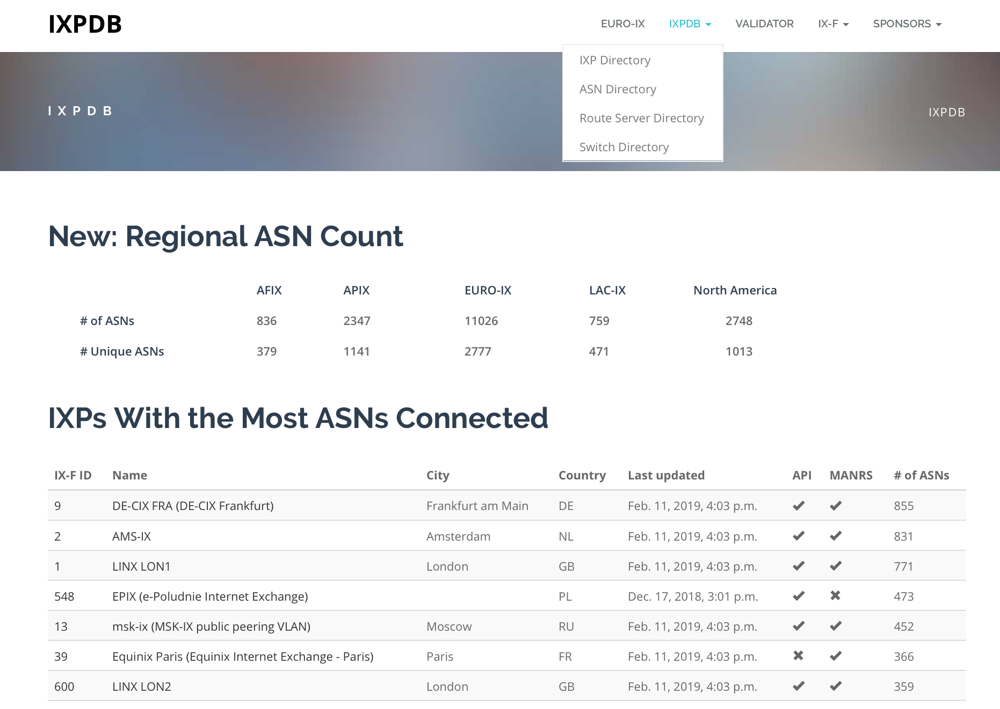 IXPDB
EURO-IX IXPDB VALIDATOR IX-F SPONSORS
IXP Directory
ASN Directory
Route Server Directory
Switch Directory
IXPDB
IXPDB
New: Regional ASN Count
AFIX APIX EURO-IX LAC-IX North America
# of ASNs 836 2347 11026 759 2748
# Unique ASNs 379 1141 2777 471 1013
IXPs With the Most ASNs Connected
IX-F ID Name City Country Last updated API MANRS # of ASNs
9 DE-CIX FRA (DE-CIX Frankfurt) Frankfurt am Main DE Feb. 11, 2019, 4:03 p.m. ✔ ✔ 855
2 AMS-IX Amsterdam NL Feb. 11, 2019, 4:03 p.m. ✔ ✔ 831
1 LINX LON1 London GB Feb. 11, 2019, 4:03 p.m. ✔ ✔ 771
548 EPIX (e-Poludnie Internet Exchange) PL Dec. 17, 2018, 3:01 p.m. ✔ ✖ 473
13 msk-ix (MSK-IX public peering VLAN) Moscow RU Feb. 11, 2019, 4:03 p.m. ✔ ✔ 452
39 Equinix Paris (Equinix Internet Exchange - Paris) Paris FR Feb. 11, 2019, 4:03 p.m. ✖ ✔ 366
600 LINX LON2 London GB Feb. 11, 2019, 4:03 p.m. ✔ ✔ 359